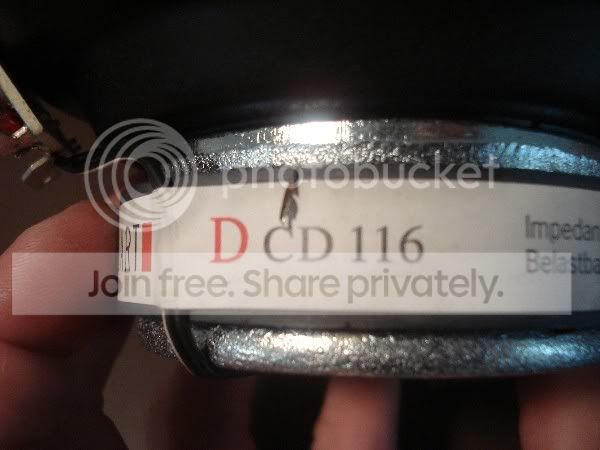 photobucket
D CD 116
Impedan
Belastba
Join free. Share privately.